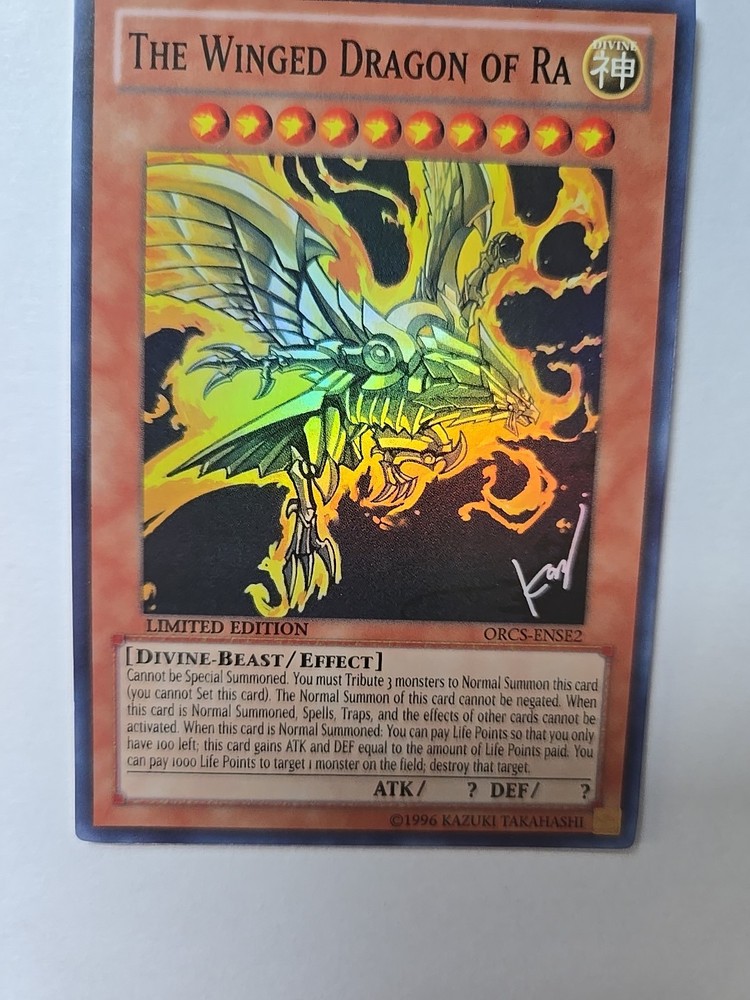 The Winged Dragon of Ra
DIVINE
神
LIMITED EDITION
ORCS-ENSE2
[Divine-Beast/Effect]
Cannot be Special Summoned. You must Tribute 3 monsters to Normal Summon this card
(you cannot Set this card). The Normal Summon of this card cannot be negated. When
this card is Normal Summoned, Spells, Traps, and the effects of other cards cannot be
activated. When this card is Normal Summoned: You can pay Life Points so that you only
have 100 left; this card gains ATK and DEF equal to the amount of Life Points paid. You
can pay 1000 Life Points to target 1 monster on the field; destroy that target.
ATK/ ? DEF/ ?
©1996 KAZUKI TAKAHASHI